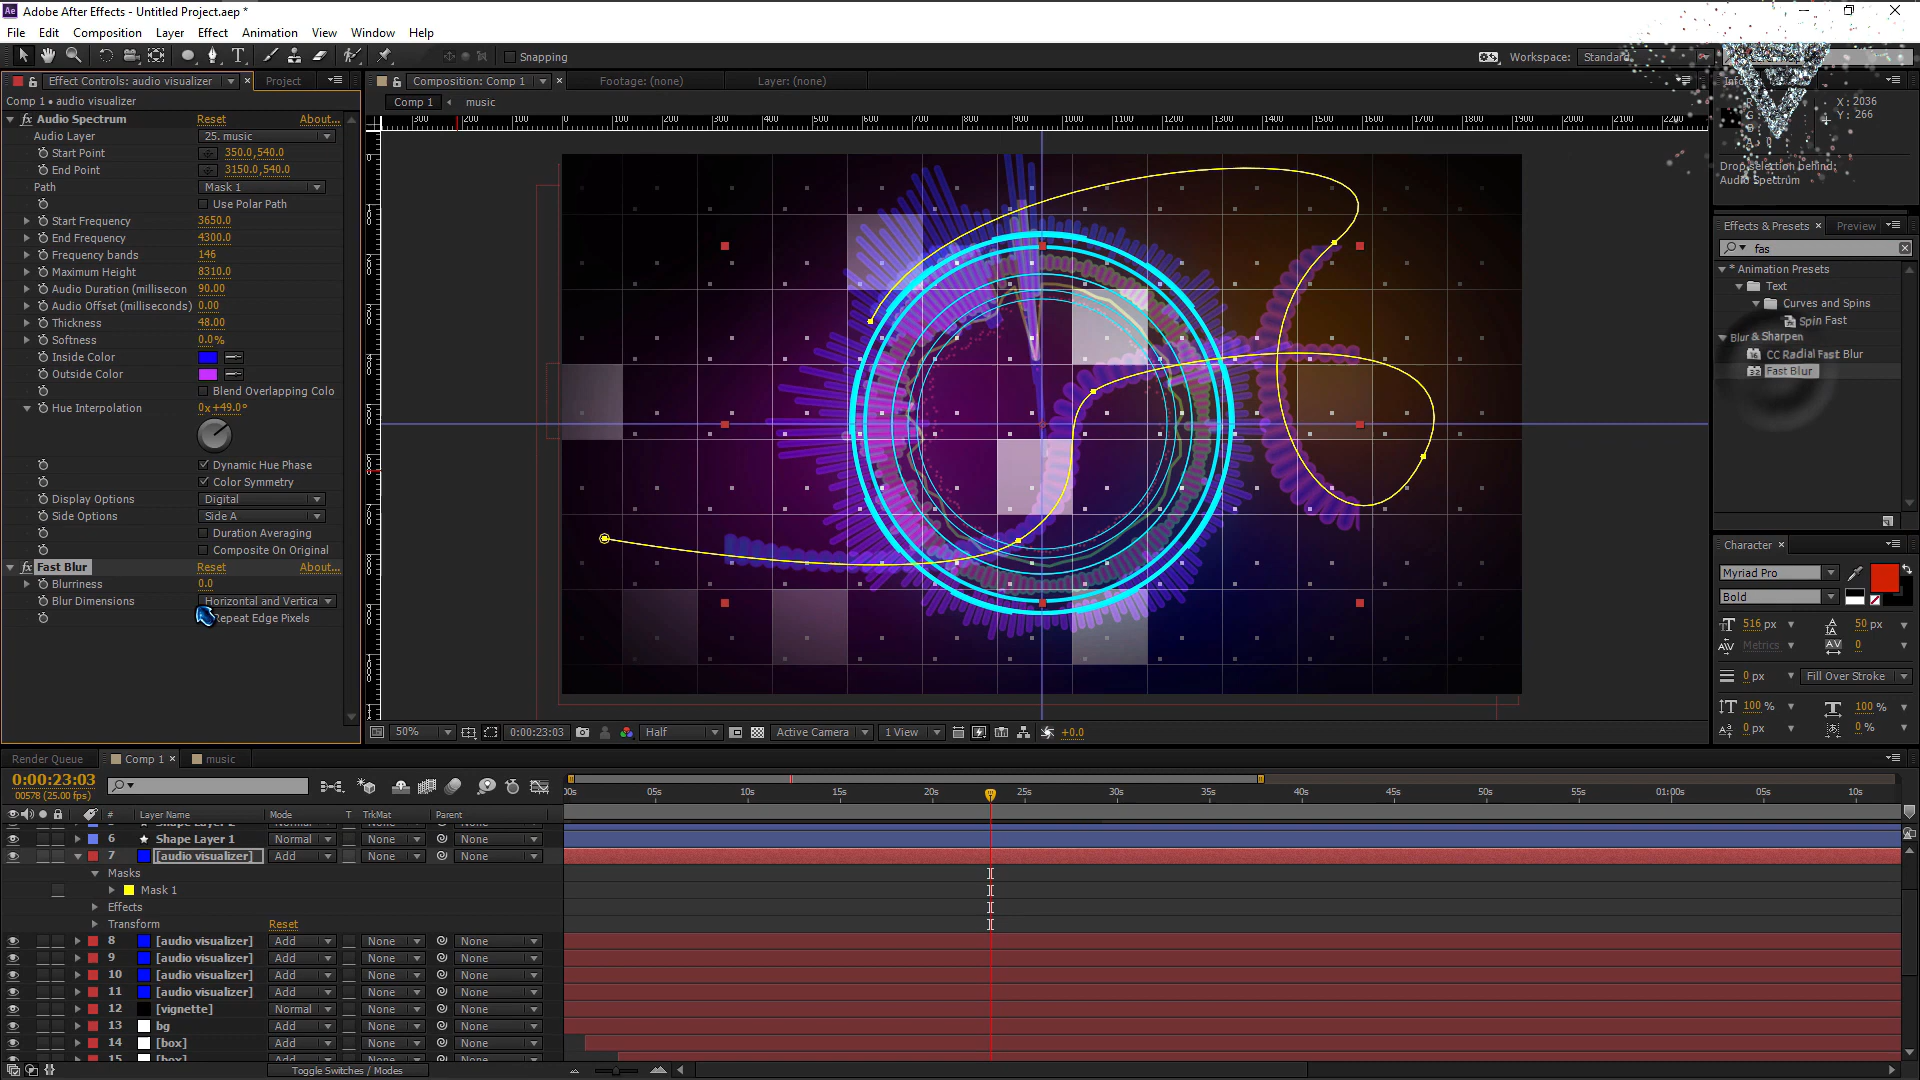 Adobe After Effects - Untitled Project.aep *
File Edit Composition Layer Effect Animation View Window Help
Snapping
Workspace: Standard
Effect Controls: audio visualizer Project
Composition: Comp 1 Footage: (none) Layer: (none)
Comp 1 • audio visualizer
Comp 1 music
Audio Spectrum Reset About...
Audio Layer 25. music
Start Point 350.0,540.0
End Point 3150.0,540.0
Path Mask 1
Use Polar Path
Start Frequency 3650.0
End Frequency 4300.0
Frequency bands 146
Maximum Height 8310.0
Audio Duration (millisecon 90.00
Audio Offset (milliseconds) 0.00
Thickness 48.00
Softness 0.0%
Inside Color
Outside Color
Blend Overlapping Colo
Hue Interpolation 0x+49.0°
Dynamic Hue Phase
Color Symmetry
Display Options Digital
Side Options Side A
Duration Averaging
Composite On Original
Fast Blur Reset About...
Blurriness 0.0
Blur Dimensions Horizontal and Vertica
Repeat Edge Pixels
50% 0:00:23:03 Half Active Camera 1 View +0.0
X: 2036
Y: 266
Drop selection behind:
Audio Spectrum
Effects & Presets Preview
fas
* Animation Presets
Text
Curves and Spins
Spin Fast
Blur & Sharpen
CC Radial Fast Blur
Fast Blur
Character
Myriad Pro
Bold
516 px 50 px
Metrics 0
0 px Fill Over Stroke
100 % 100 %
0 px 0 %
Render Queue Comp 1 music
0:00:23:03
00578 (25.00 fps)
# Layer Name Mode T TrkMat Parent
00s 05s 10s 15s 20s 25s 30s 35s 40s 45s 50s 55s 01:00s 05s 10s
6 Shape Layer 1 Normal None None
7 [audio visualizer] Add None None
Masks
Mask 1
Effects
Transform Reset
8 [audio visualizer] Add None None
9 [audio visualizer] Add None None
10 [audio visualizer] Add None None
11 [audio visualizer] Add None None
12 [vignette] Normal None None
13 bg Add None None
14 [box] Add None None
15 [box] Add None None
Toggle Switches / Modes